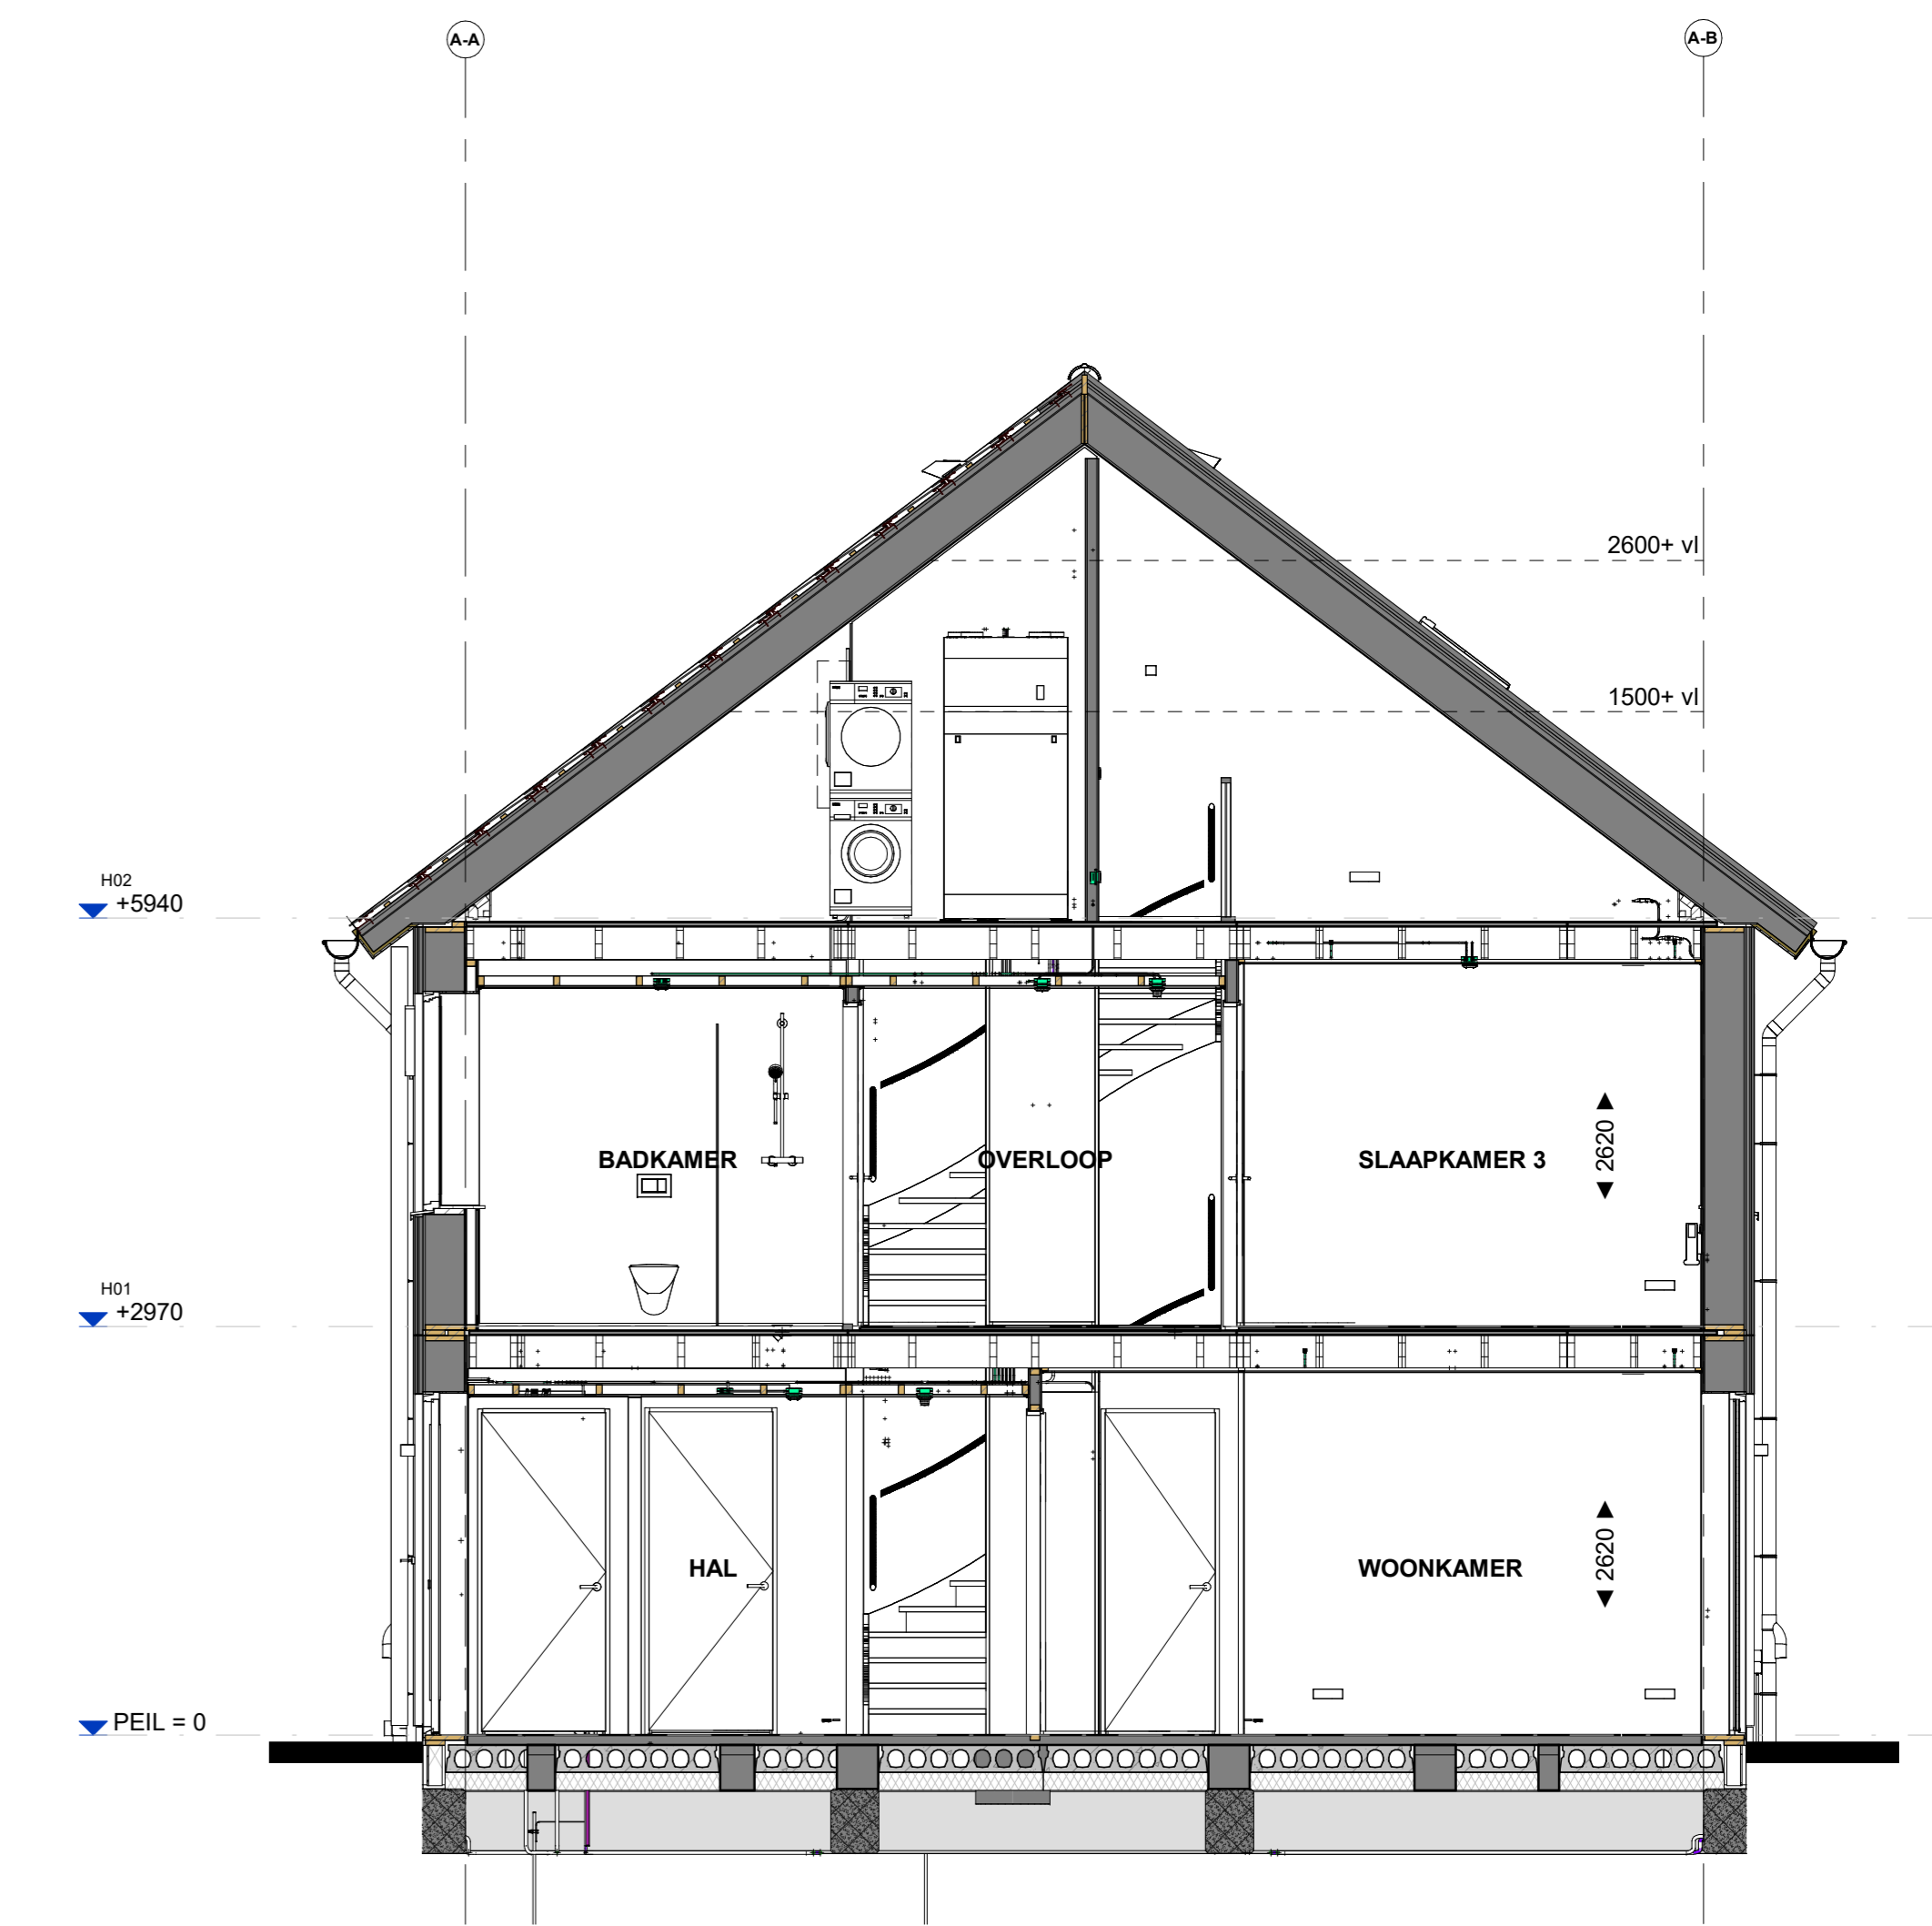 A-A
A-B
2600+ vl
1500+ vl
H02
+5940
BADKAMER
OVERLOOP
SLAAPKAMER 3
◄ 2620 ►
H01
+2970
HAL
WOONKAMER
◄ 2620 ►
PEIL = 0